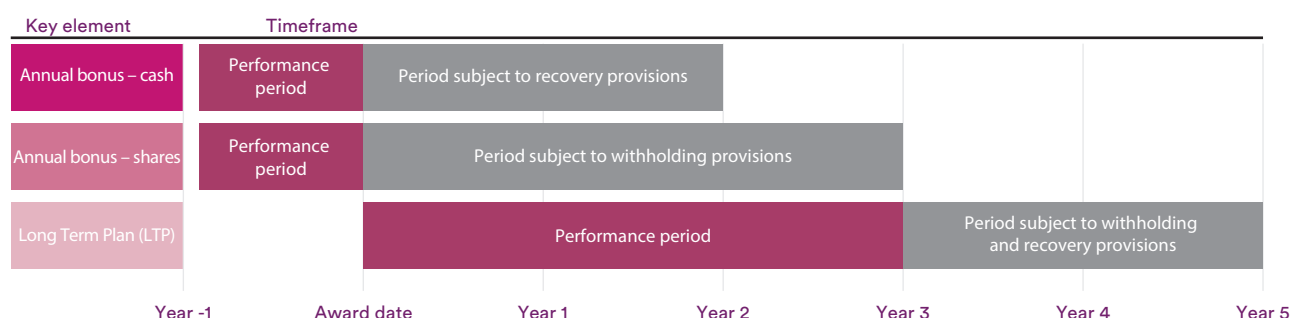 Key element Timeframe
Annual bonus – cash
Performance
period
Period subject to recovery provisions
Annual bonus – shares
Performance
period
Period subject to withholding provisions
Long Term Plan (LTP)
Performance period
Period subject to withholding
and recovery provisions
Year -1 Award date Year 1 Year 2 Year 3 Year 4 Year 5